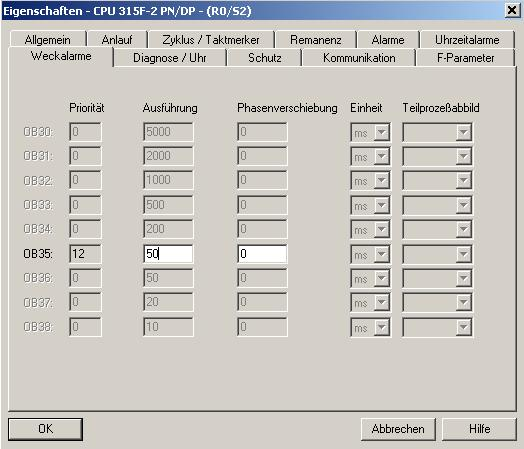 Eigenschaften - CPU 315F-2 PN/DP - (R0/S2)
Allgemein Anlauf Zyklus / Taktmerker Remanenz Alarme Uhrzeitalarme
Weckalarme Diagnose / Uhr Schutz Kommunikation F-Parameter
Priorität Ausführung Phasenverschiebung Einheit Teilprozeßabbild
OB30: 0 5000 0 ms
OB31: 0 2000 0 ms
OB32: 0 1000 0 ms
OB33: 0 500 0 ms
OB34: 0 200 0 ms
OB35: 12 50 0 ms
OB36: 0 50 0 ms
OB37: 0 20 0 ms
OB38: 0 10 0 ms
OK Abbrechen Hilfe